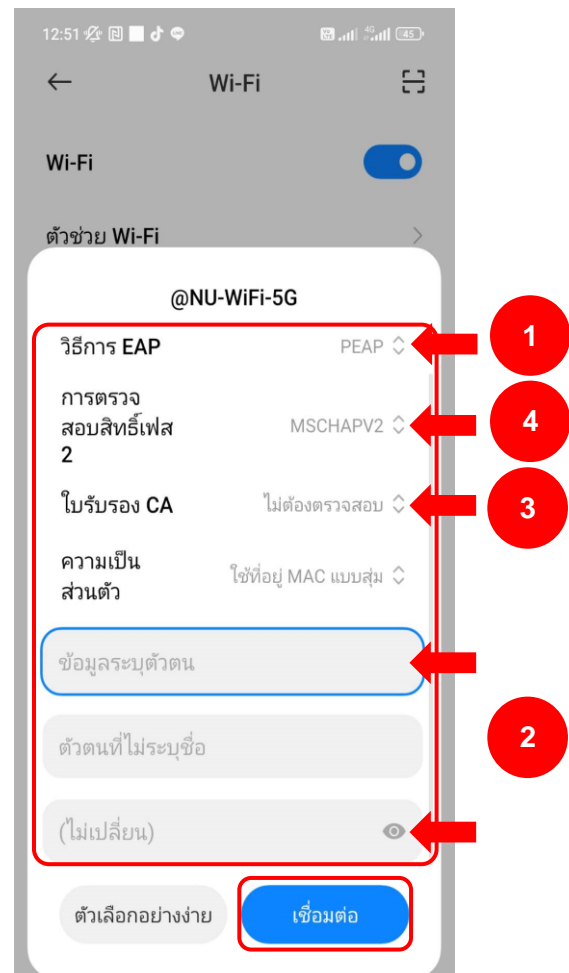 12:51
4G 45
Wi-Fi
Wi-Fi
ตัวช่วย Wi-Fi
@NU-WiFi-5G
วิธีการ EAP PEAP
1
การตรวจ
สอบสิทธิ์เฟส
2
MSCHAPV2
4
ใบรับรอง CA ไม่ต้องตรวจสอบ
3
ความเป็น
ส่วนตัว
ใช้ที่อยู่ MAC แบบสุ่ม
ข้อมูลระบุตัวตน
ตัวตนที่ไม่ระบุชื่อ
2
(ไม่เปลี่ยน)
ตัวเลือกอย่างง่าย เชื่อมต่อ